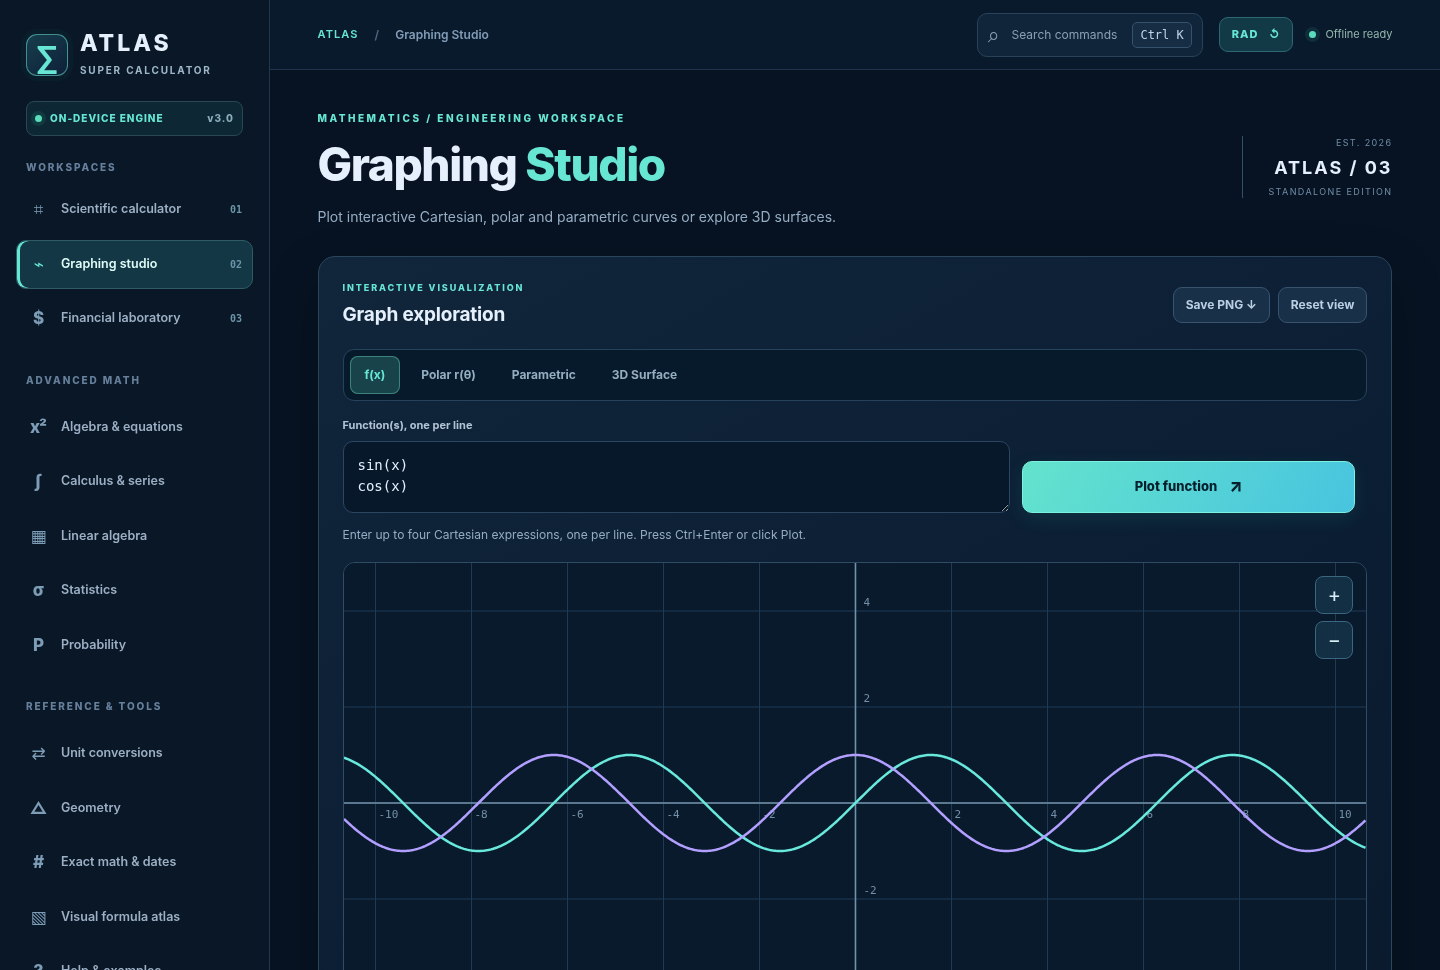 ∑
ATLAS
SUPER CALCULATOR
ON-DEVICE ENGINE v3.0
WORKSPACES
Scientific calculator 01
Graphing studio 02
$ Financial laboratory 03
ADVANCED MATH
x² Algebra & equations
∫ Calculus & series
Linear algebra
σ Statistics
P Probability
REFERENCE & TOOLS
⇄ Unit conversions
Geometry
# Exact math & dates
Visual formula atlas
? Help & examples
ATLAS / Graphing Studio
Search commands Ctrl K
RAD ↺
Offline ready
MATHEMATICS / ENGINEERING WORKSPACE
Graphing Studio
Plot interactive Cartesian, polar and parametric curves or explore 3D surfaces.
EST. 2026
ATLAS / 03
STANDALONE EDITION
INTERACTIVE VISUALIZATION
Graph exploration
Save PNG ↓
Reset view
f(x) Polar r(θ) Parametric 3D Surface
Function(s), one per line
sin(x)
cos(x)
Plot function ↗
Enter up to four Cartesian expressions, one per line. Press Ctrl+Enter or click Plot.
+
−
4
2
-10 -8 -6 -4 -2 2 4 6 8 10
-2